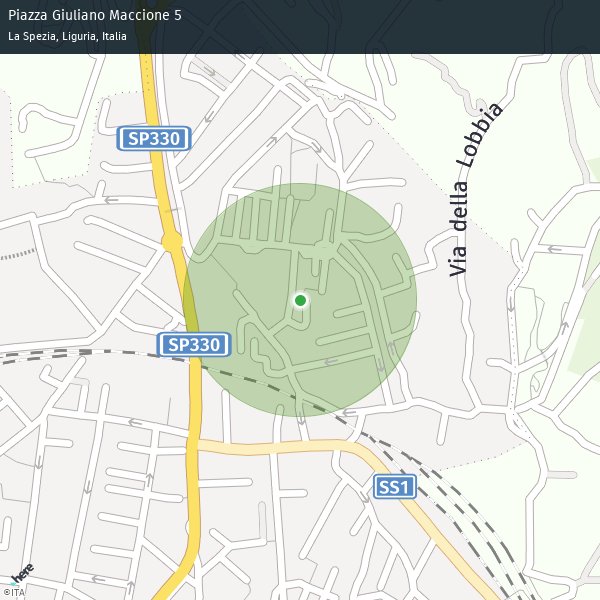 Piazza Giuliano Maccione 5
La Spezia, Liguria, Italia
SP330
Via della Lobbia
SP330
SS1
here
©ITA